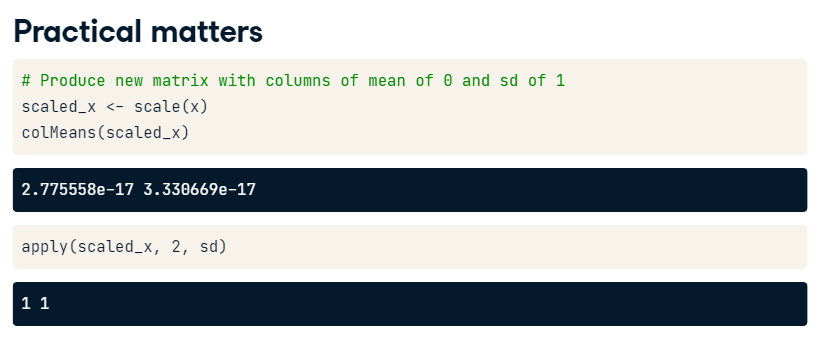 Practical matters
# Produce new matrix with columns of mean of 0 and sd of 1
scaled_x <- scale(x)
colMeans(scaled_x)
2.775558e-17 3.330669e-17
apply(scaled_x, 2, sd)
1 1